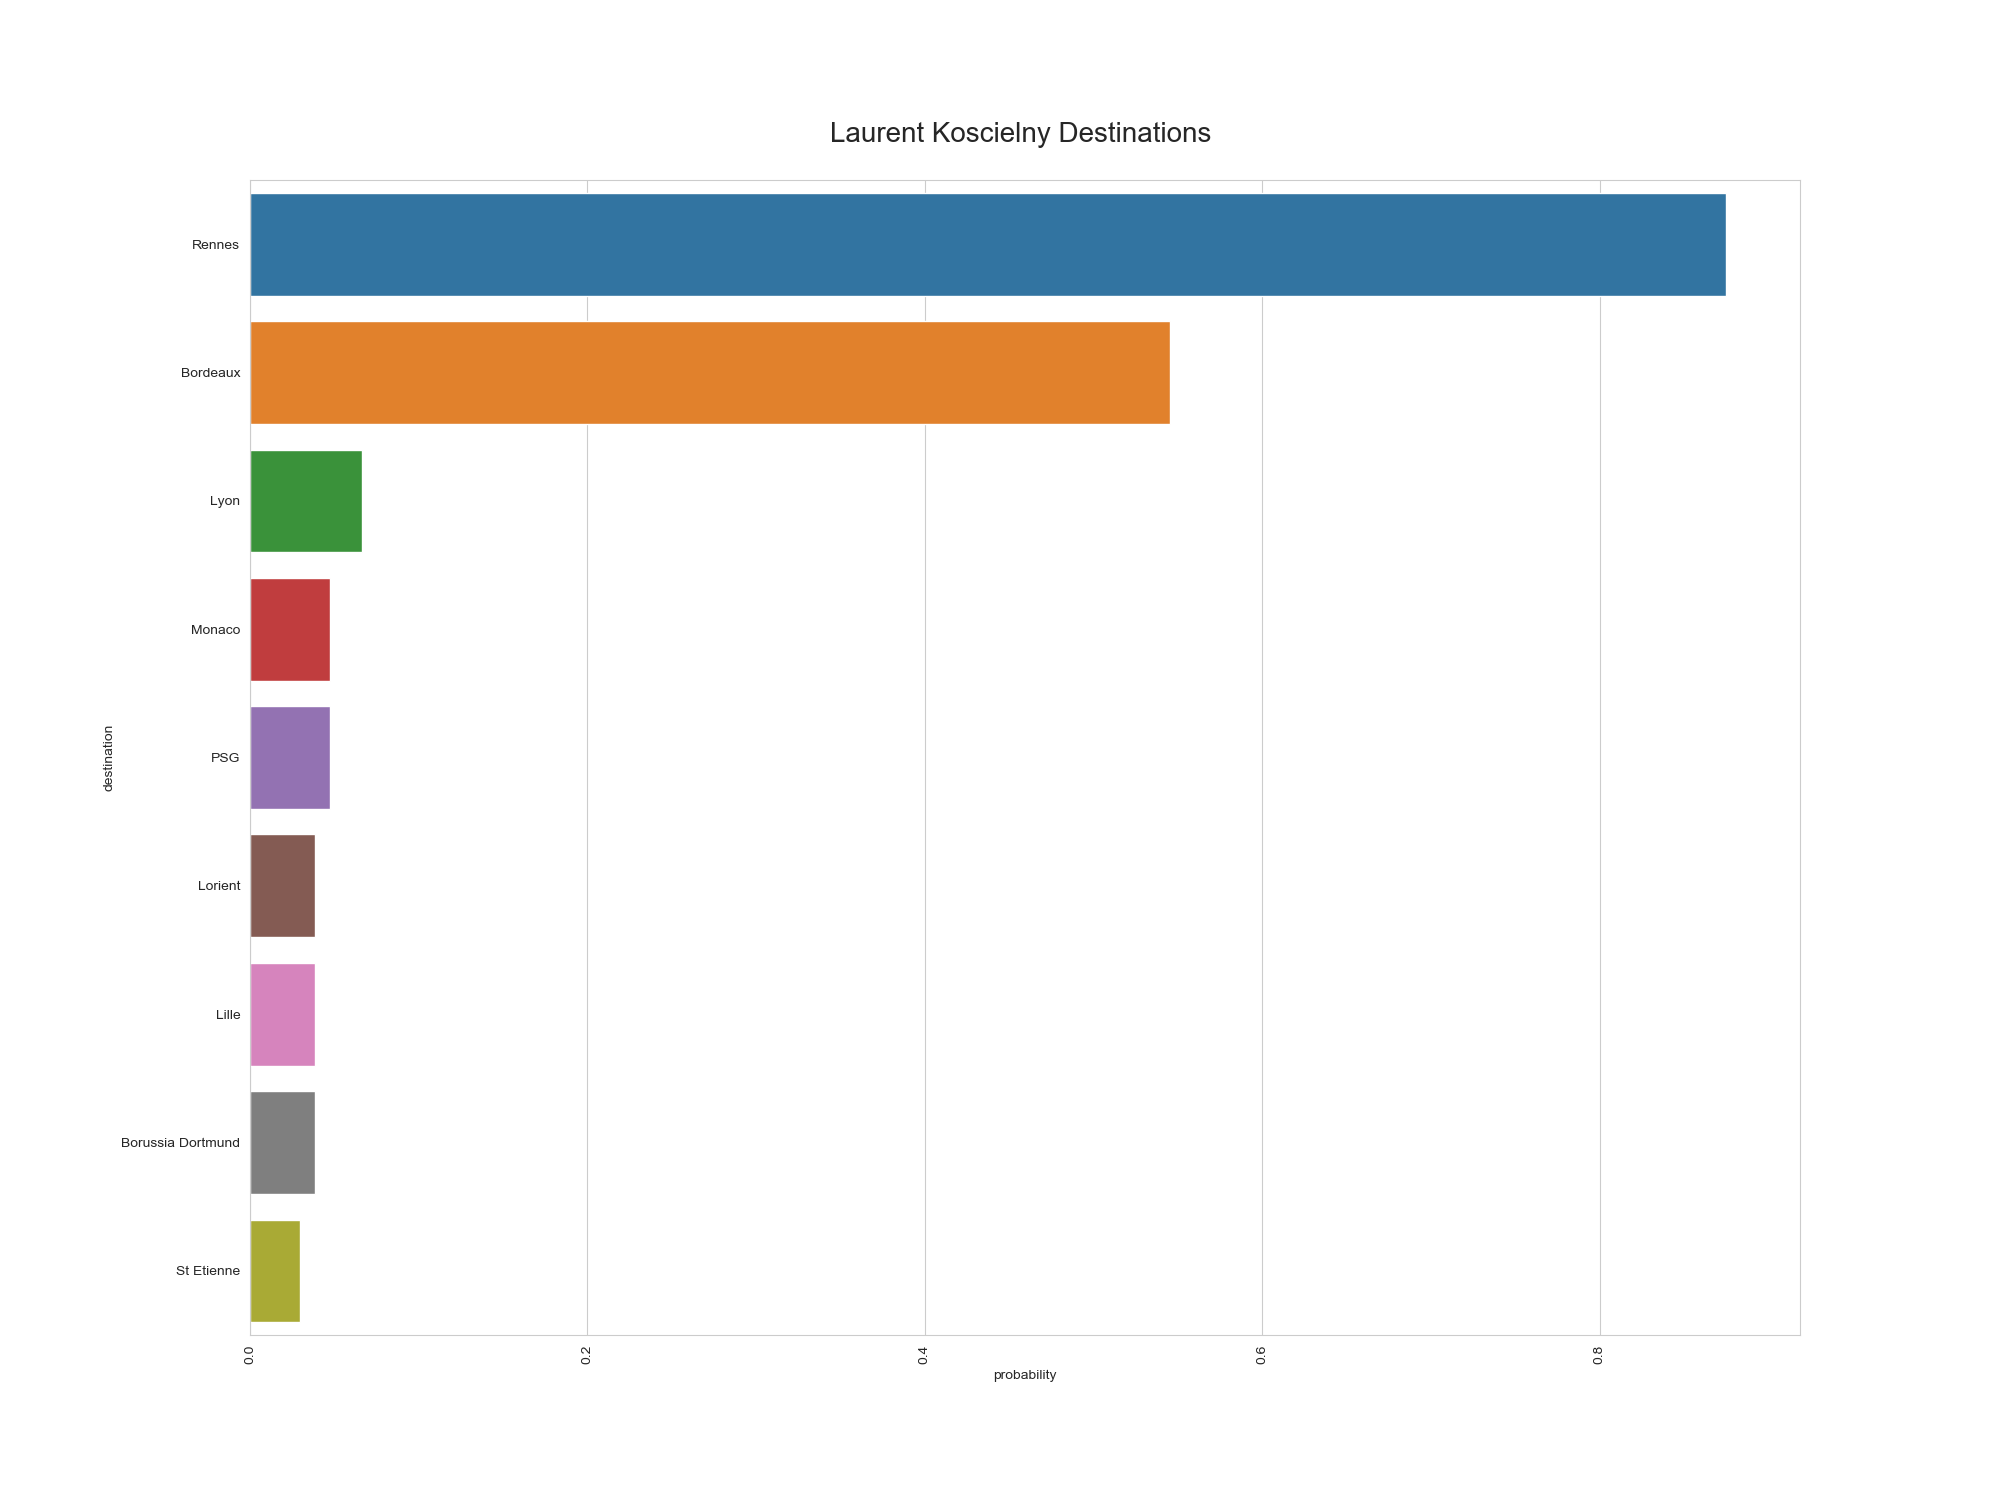 Laurent Koscielny Destinations
Rennes
Bordeaux
Lyon
Monaco
PSG
Lorient
Lille
Borussia Dortmund
St Etienne
destination
0.0
0.2
0.4
0.6
0.8
probability